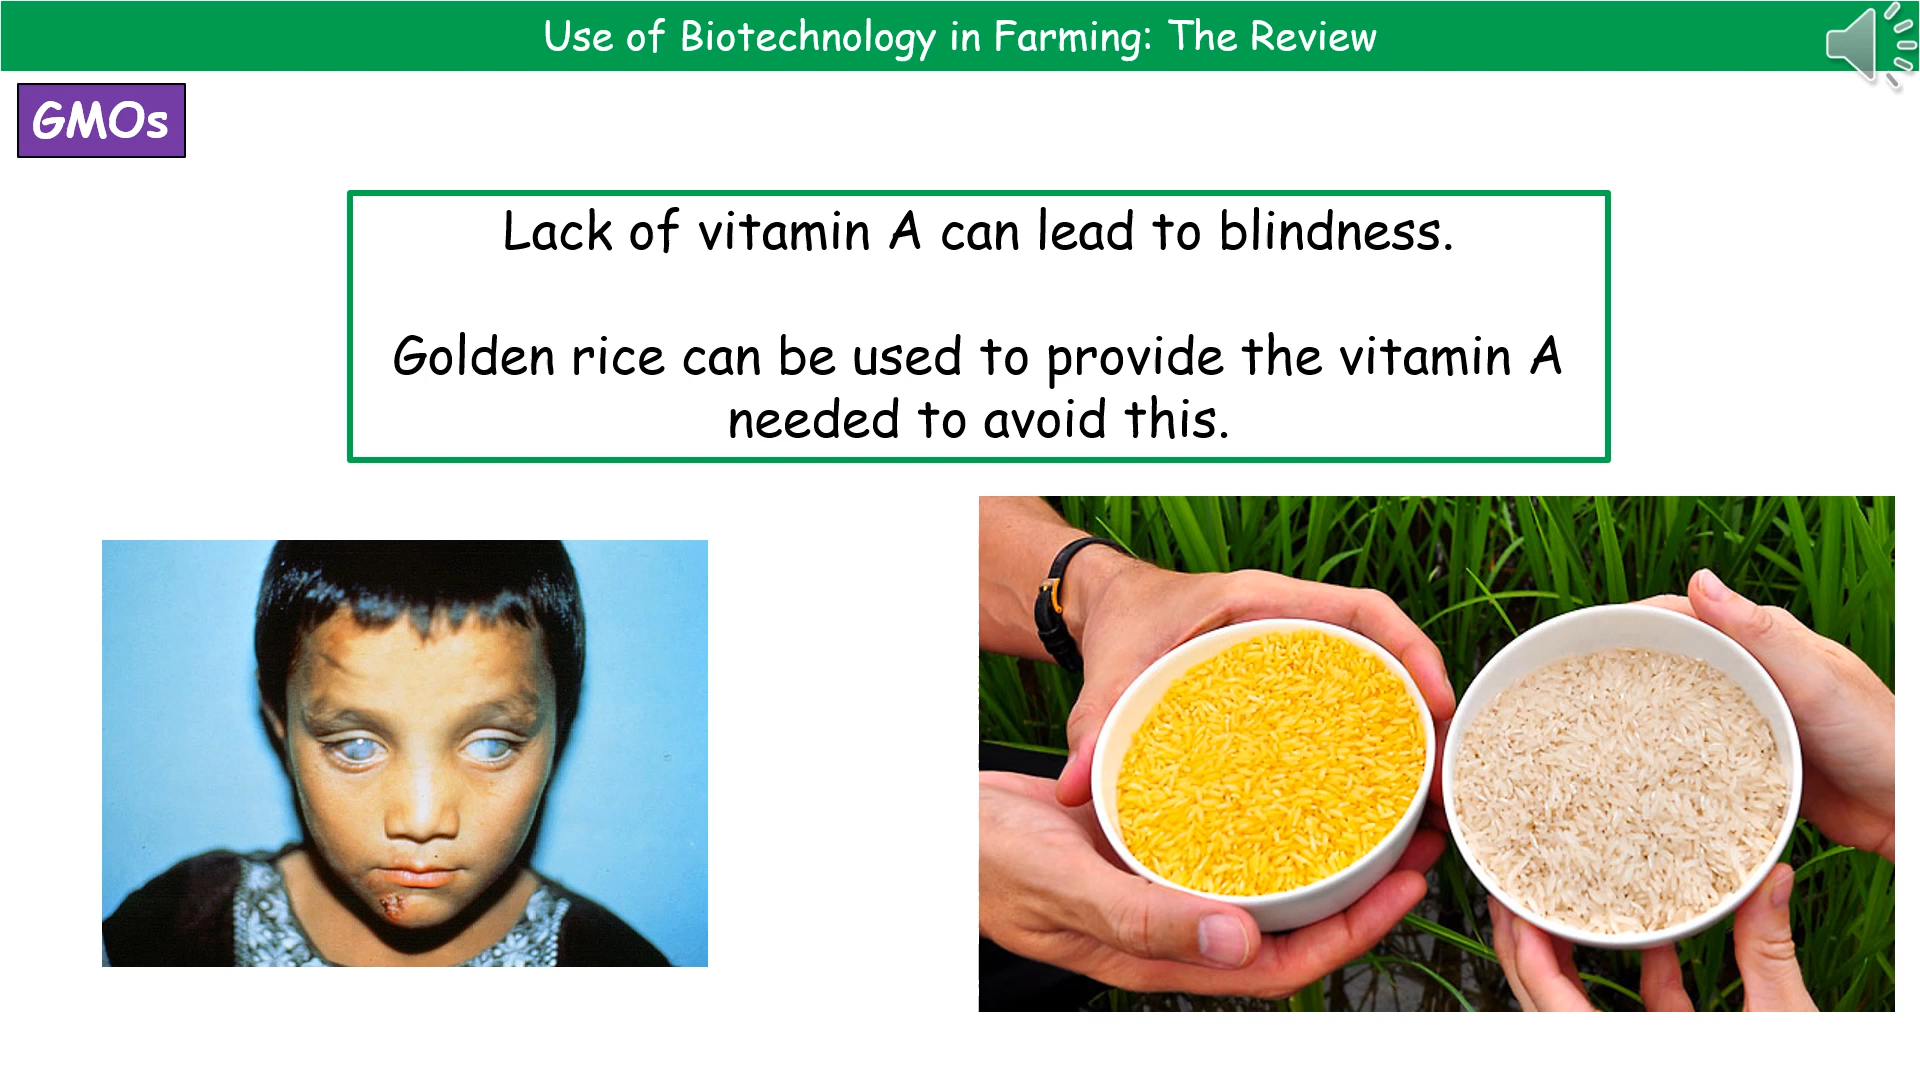 Use of Biotechnology in Farming: The Review
GMOs
Lack of vitamin A can lead to blindness.
Golden rice can be used to provide the vitamin A
needed to avoid this.